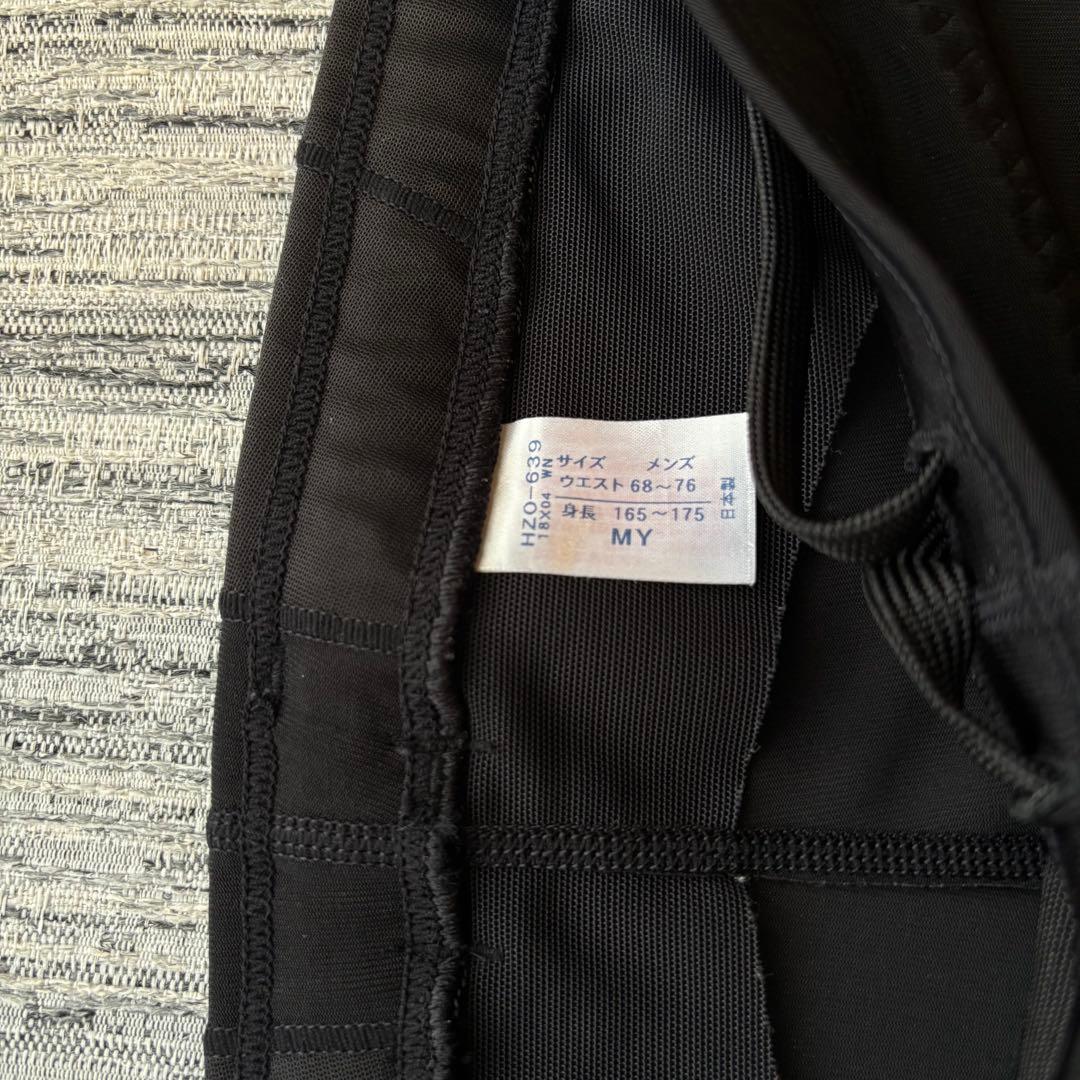 HZO-639
18X04 WN
サイズ　メンズ
ウエスト 68〜76
身長 165〜175
MY
日本製